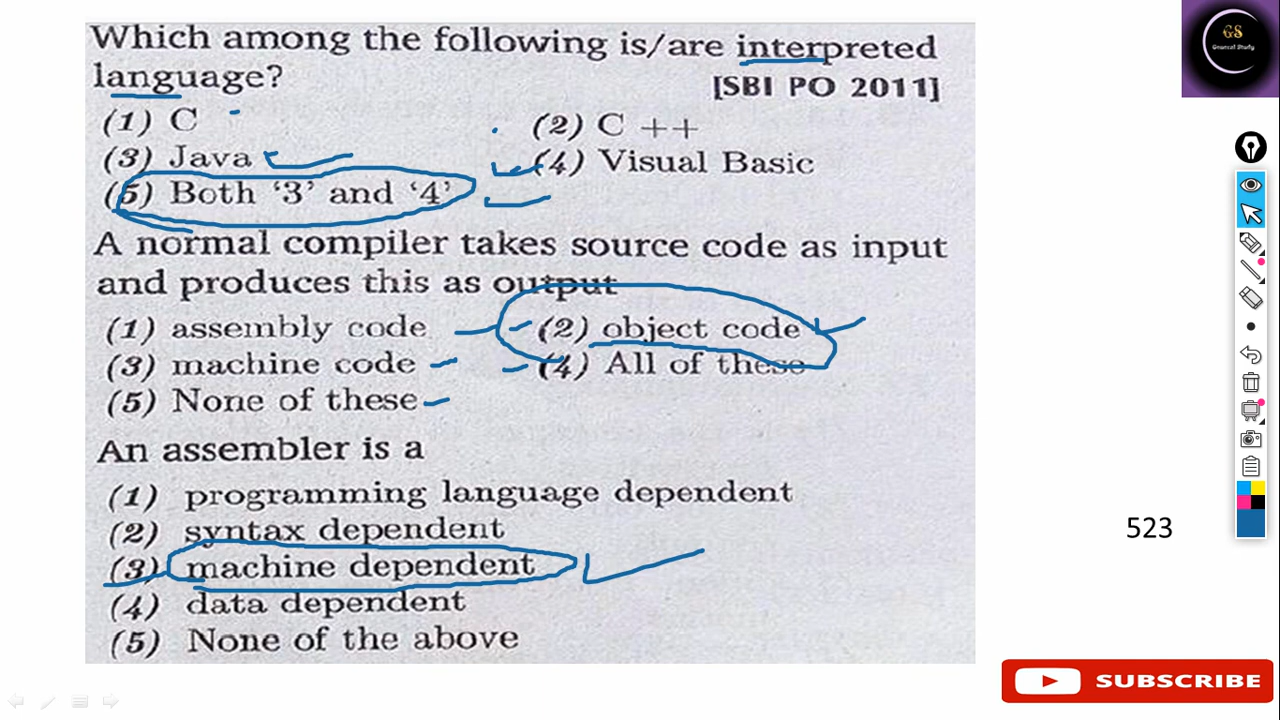 Which among the following is/are interpreted
language?
[SBI PO 2011]
(1) C
(2) C ++
(3) Java
(4) Visual Basic
(5) Both ‘3’ and ‘4’
A normal compiler takes source code as input
and produces this as output
(1) assembly code
(2) object code
(3) machine code
(4) All of these
(5) None of these
An assembler is a
(1) programming language dependent
(2) syntax dependent
(3) machine dependent
(4) data dependent
(5) None of the above
GS
General Study
523
SUBSCRIBE